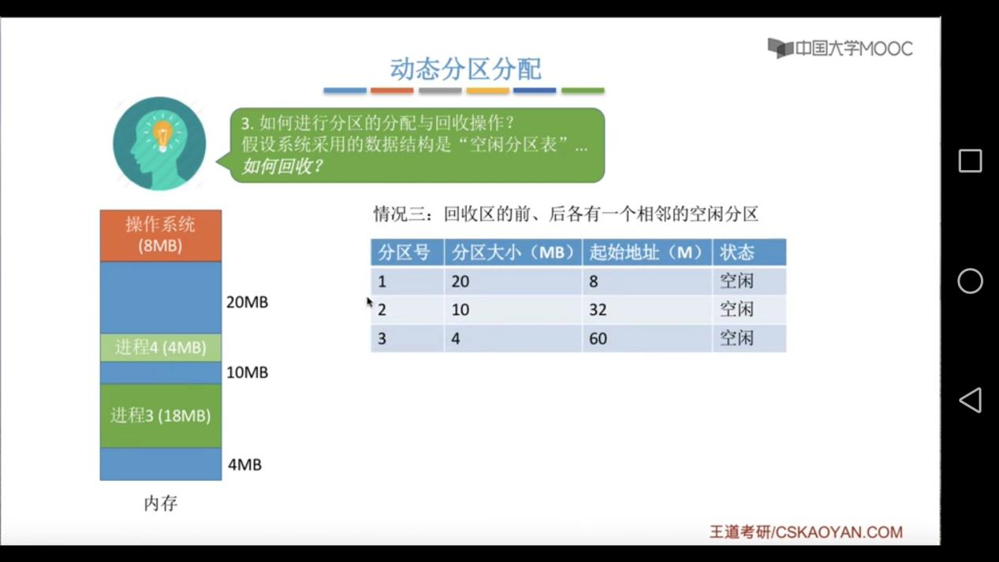 中国大学MOOC
动态分区分配
3. 如何进行分区的分配与回收操作？
假设系统采用的数据结构是“空闲分区表”...
如何回收？
操作系统
(8MB)
20MB
进程4 (4MB)
10MB
进程3 (18MB)
4MB
内存
情况三：回收区的前、后各有一个相邻的空闲分区
分区号 分区大小（MB） 起始地址（M） 状态
1 20 8 空闲
2 10 32 空闲
3 4 60 空闲
王道考研/CSKAOYAN.COM